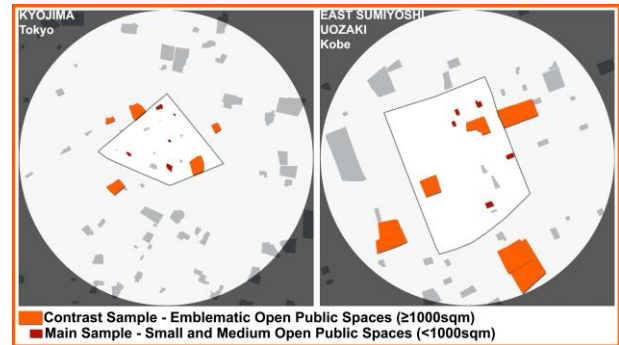 KYOJIMA
Tokyo
EAST SUMIYOSHI
UOZAKI
Kobe
Contrast Sample - Emblematic Open Public Spaces (≥1000sqm)
Main Sample - Small and Medium Open Public Spaces (<1000sqm)